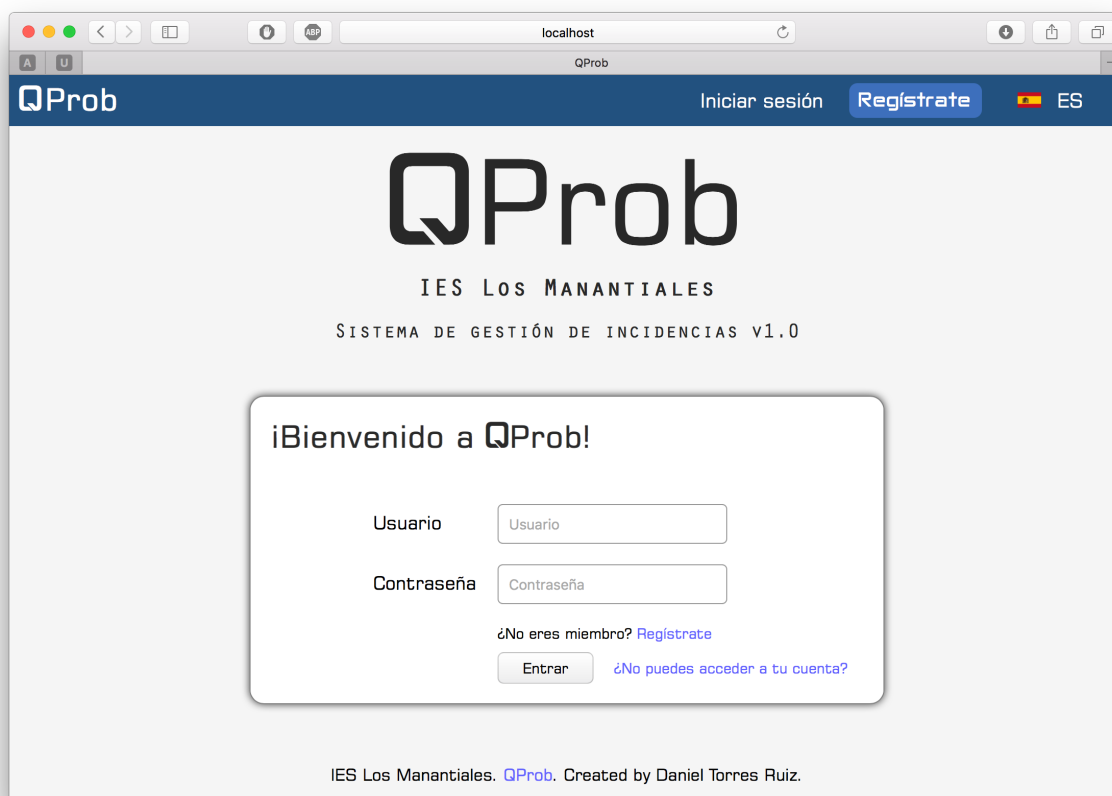 localhost
ABP
A U
QProb
QProb
Iniciar sesión
Regístrate
ES
QProb
IES Los Manantiales
Sistema de gestión de incidencias v1.0
¡Bienvenido a QProb!
Usuario
Usuario
Contraseña
Contraseña
¿No eres miembro? Regístrate
Entrar
¿No puedes acceder a tu cuenta?
IES Los Manantiales. QProb. Created by Daniel Torres Ruiz.